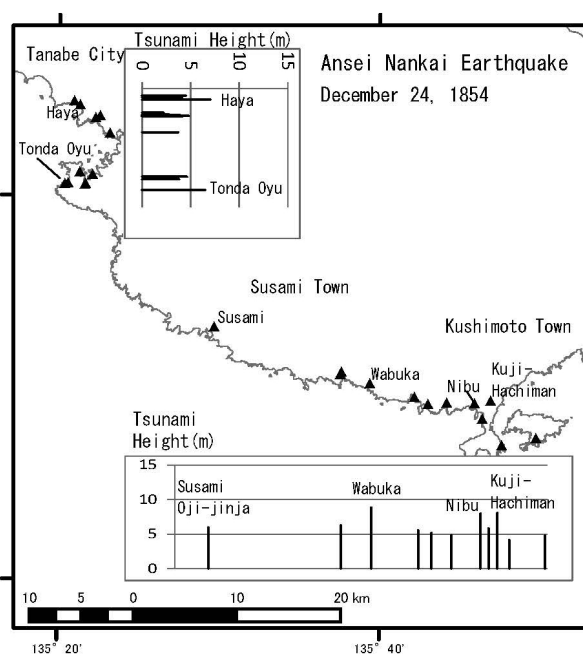 Tanabe City
Tsunami Height(m)
0 5 10 15
Ansei Nankai Earthquake
December 24, 1854
Haya
Haya
Tonda Oyu
Tonda Oyu
Susami Town
Susami
Kushimoto Town
Wabuka
Nibu
Kuji-
Hachiman
Tsunami
Height(m)
15
10
5
0
Susami
Oji-jinja
Wabuka
Nibu
Kuji-
Hachiman
10 5 0 10 20 km
135° 20' 135° 40'